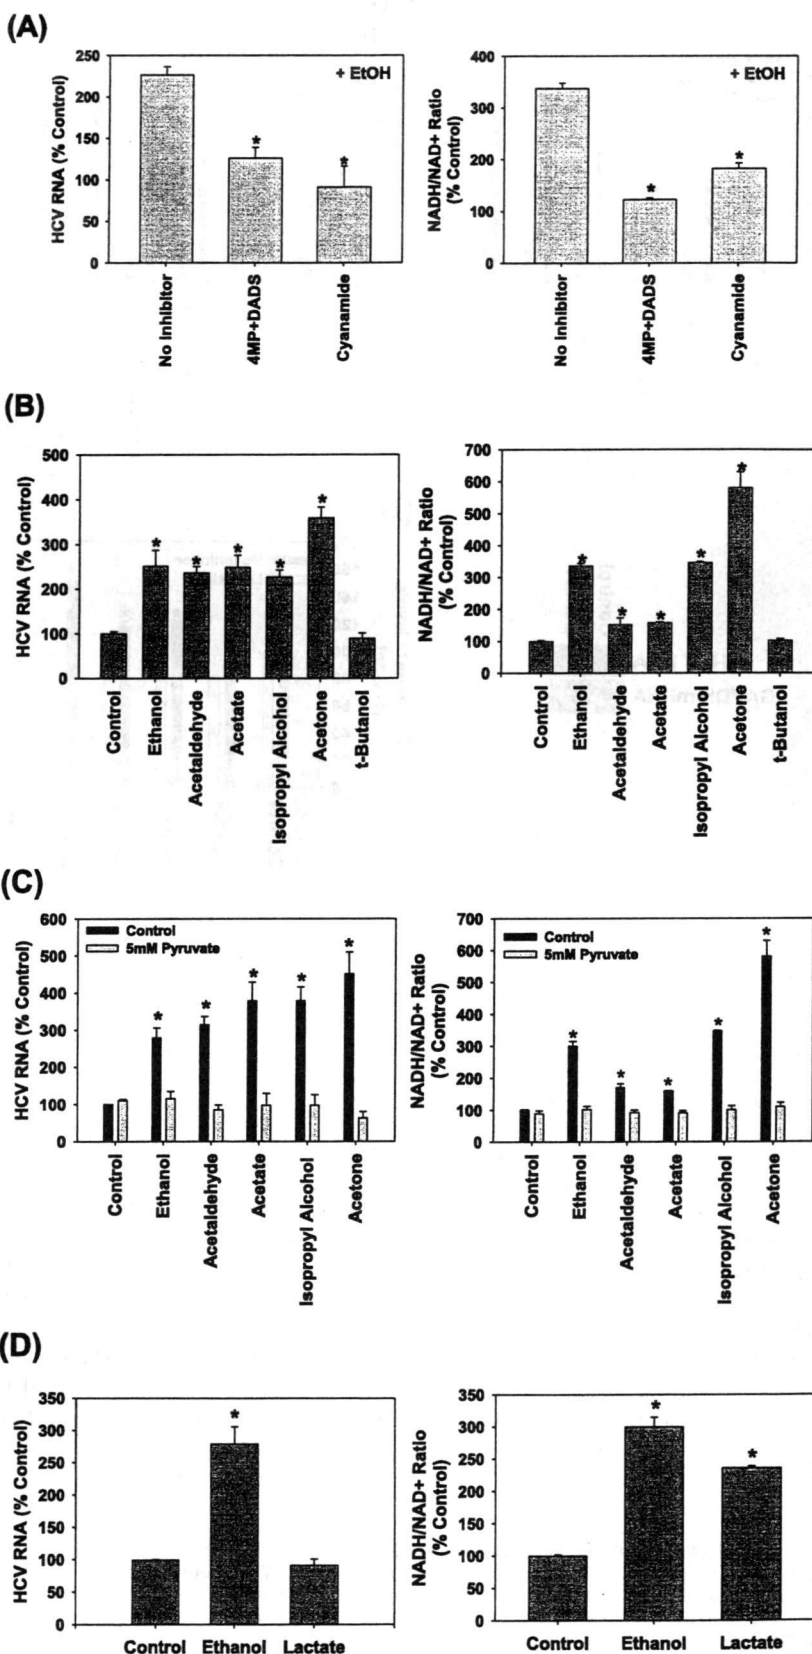 (A)
HCV RNA (% Control)
250
200
150
100
50
0
+ EtOH
*
*
No Inhibitor
4MP+DADS
Cyanamide
NADH/NAD+ Ratio
(% Control)
400
300
200
100
0
+ EtOH
*
*
No Inhibitor
4MP+DADS
Cyanamide
(B)
HCV RNA (% Control)
500
400
300
200
100
0
*
*
*
*
*
Control
Ethanol
Acetaldehyde
Acetate
Isopropyl Alcohol
Acetone
t-Butanol
NADH/NAD+ Ratio
(% Control)
700
600
500
400
300
200
100
0
*
*
*
*
*
Control
Ethanol
Acetaldehyde
Acetate
Isopropyl Alcohol
Acetone
t-Butanol
(C)
HCV RNA (% Control)
600
500
400
300
200
100
0
Control
5mM Pyruvate
*
*
*
*
*
Control
Ethanol
Acetaldehyde
Acetate
Isopropyl Alcohol
Acetone
NADH/NAD+ Ratio
(% Control)
700
600
500
400
300
200
100
0
Control
5mM Pyruvate
*
*
*
*
*
Control
Ethanol
Acetaldehyde
Acetate
Isopropyl Alcohol
Acetone
(D)
HCV RNA (% Control)
350
300
250
200
150
100
50
0
*
Control Ethanol Lactate
NADH/NAD+ Ratio
(% Control)
350
300
250
200
150
100
50
0
*
*
Control Ethanol Lactate